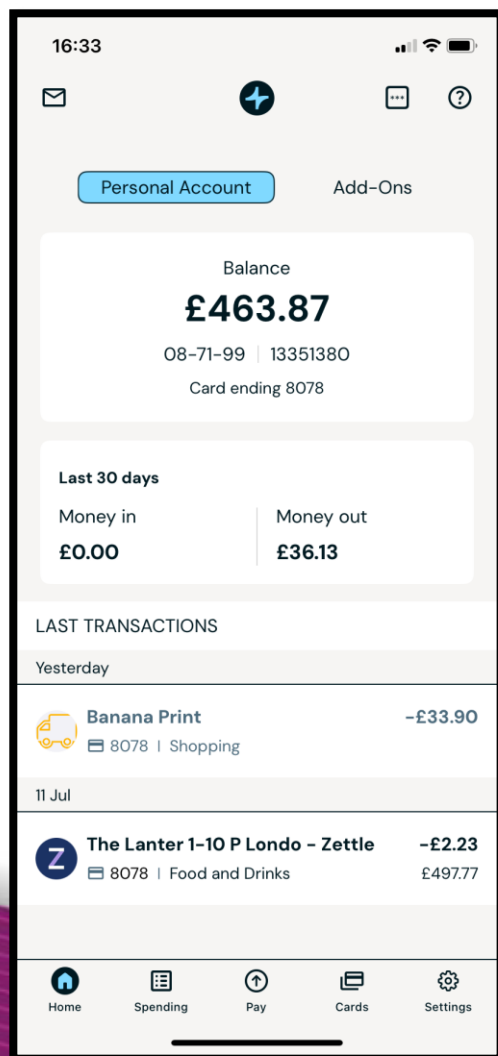 16:33
Personal Account Add-Ons
Balance
£463.87
08-71-99 | 13351380
Card ending 8078
Last 30 days
Money in Money out
£0.00 £36.13
LAST TRANSACTIONS
Yesterday
Banana Print -£33.90
8078 | Shopping
11 Jul
Z The Lanter 1-10 P Londo - Zettle -£2.23
8078 | Food and Drinks £497.77
Home Spending Pay Cards Settings